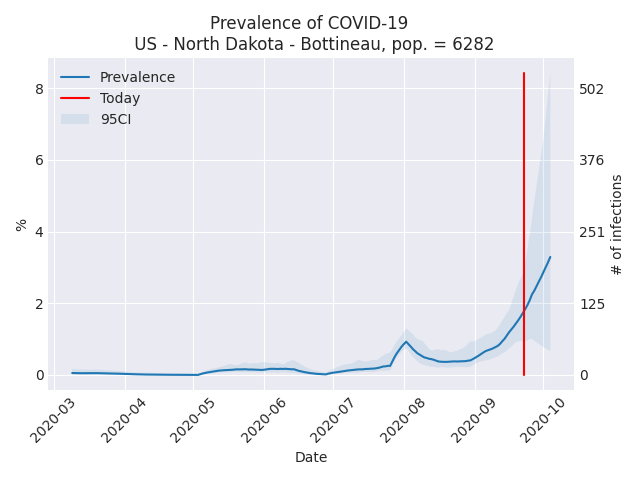 Prevalence of COVID-19
US - North Dakota - Bottineau, pop. = 6282
Prevalence
Today
95CI
8
6
4
2
0
%
502
376
251
125
0
# of infections
2020-03
2020-04
2020-05
2020-06
2020-07
2020-08
2020-09
2020-10
Date